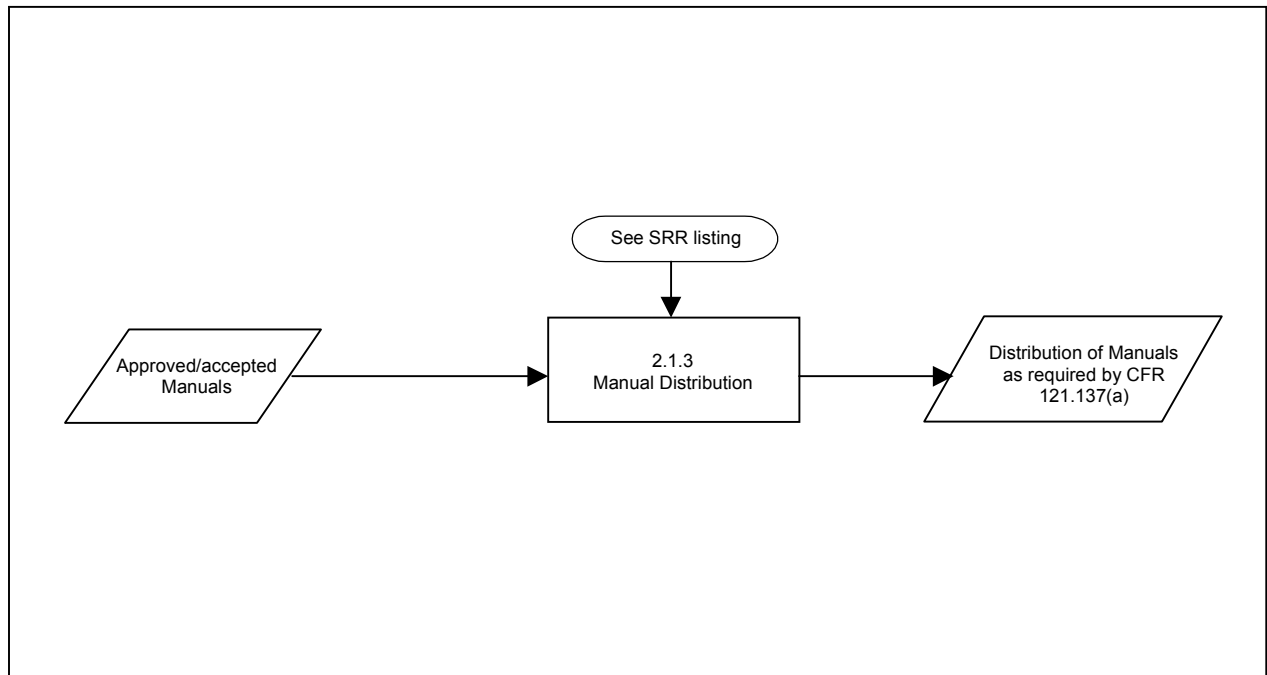 See SRR listing
Approved/accepted
Manuals
2.1.3
Manual Distribution
Distribution of Manuals
as required by CFR
121.137(a)